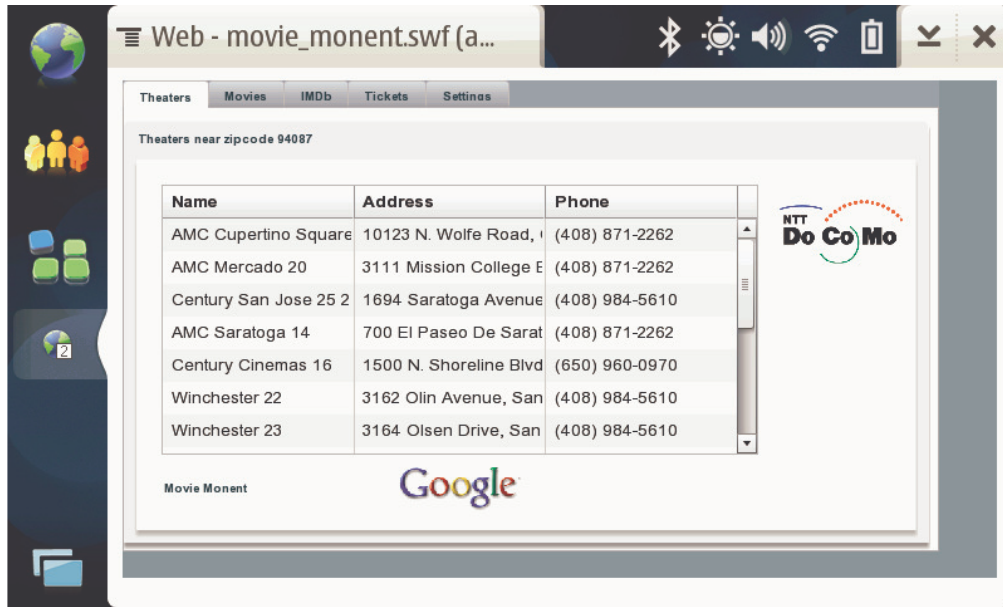 Web - movie_monent.swf (a...
Theaters Movies IMDb Tickets Settings
Theaters near zipcode 94087
Name Address Phone
AMC Cupertino Square 10123 N. Wolfe Road, (408) 871-2262
AMC Mercado 20 3111 Mission College E (408) 871-2262
Century San Jose 25 2 1694 Saratoga Avenue (408) 984-5610
AMC Saratoga 14 700 El Paseo De Sarat (408) 871-2262
Century Cinemas 16 1500 N. Shoreline Blvd (650) 960-0970
Winchester 22 3162 Olin Avenue, San (408) 984-5610
Winchester 23 3164 Olsen Drive, San (408) 984-5610
NTT
DoCoMo
2
Movie Monent Google